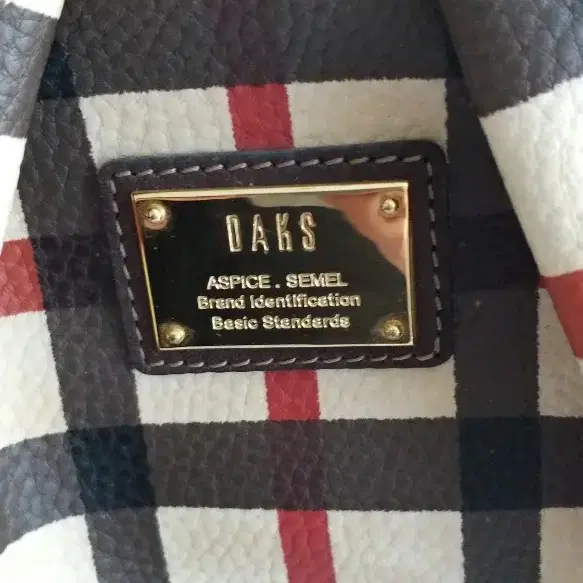 DAKS
ASPICE . SEMEL
Brand Identification
Basic Standards